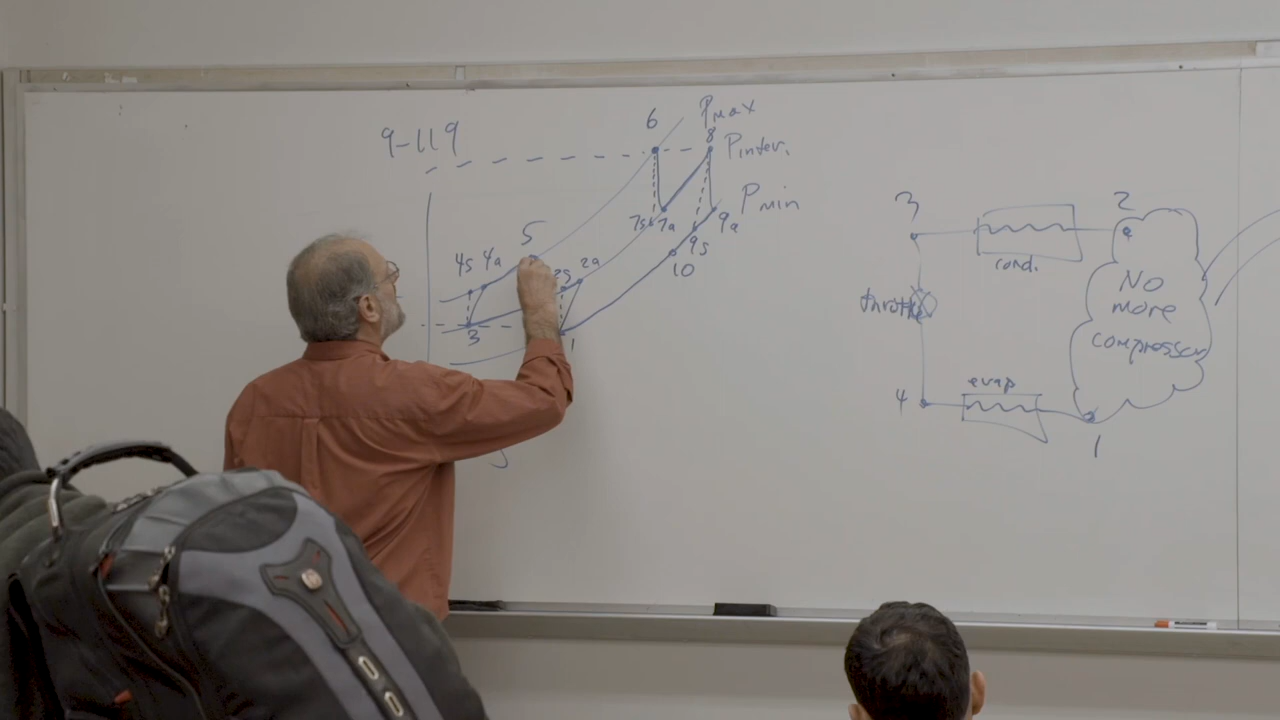 9-119
6
Pmax
8
Pinter.
Pmin
7s
7a
9a
9s
10
5
4s
4a
2s
2a
3
1
3
2
cond.
throttle
No
more
compressor
4
evap
1